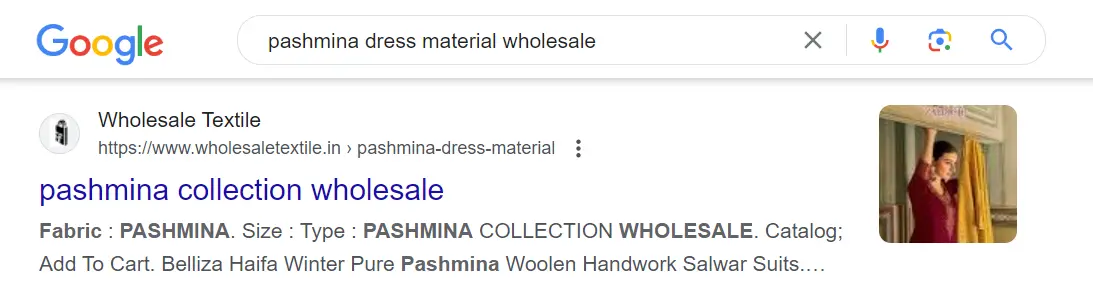 Google
pashmina dress material wholesale
Wholesale Textile
https://www.wholesaletextile.in › pashmina-dress-material
pashmina collection wholesale
Fabric : PASHMINA. Size : Type : PASHMINA COLLECTION WHOLESALE. Catalog;
Add To Cart. Belliza Haifa Winter Pure Pashmina Woolen Handwork Salwar Suits....